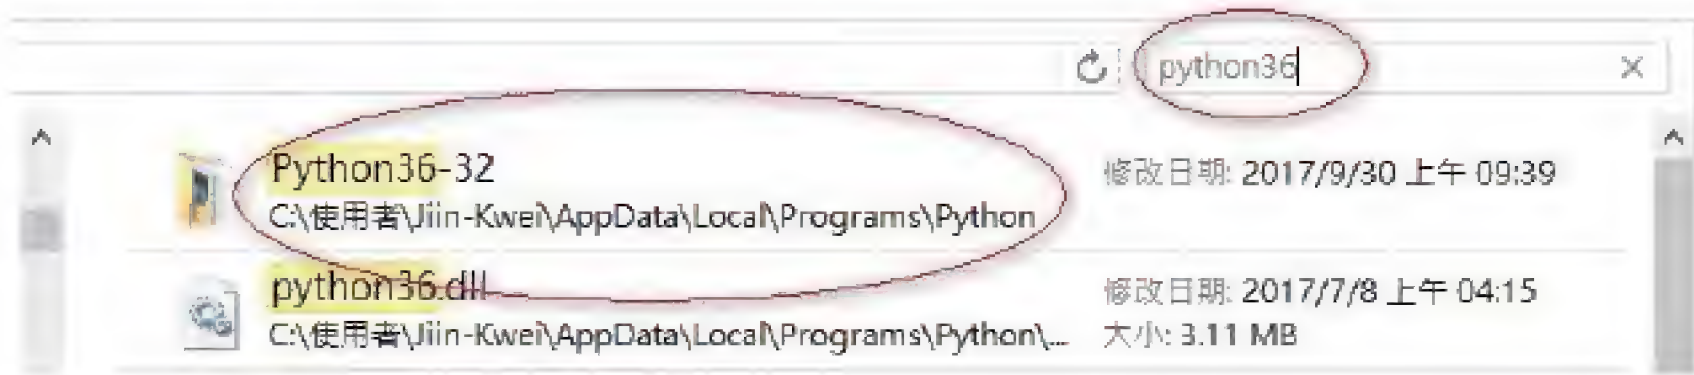 python36
Python36-32
修改日期: 2017/9/30 上午 09:39
C:\使用者\Jiin-Kwei\AppData\Local\Programs\Python
python36.dll
修改日期: 2017/7/8 上午 04:15
C:\使用者\Jiin-Kwei\AppData\Local\Programs\Python\...
大小: 3.11 MB